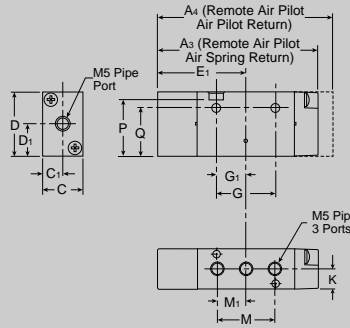 A4 (Remote Air Pilot
Air Pilot Return)
A3 (Remote Air Pilot
Air Spring Return)
E1
M5 Pipe
Port
D
D1
P
Q
C1
C
G1
G
M5 Pip
3 Ports
K
M1
M